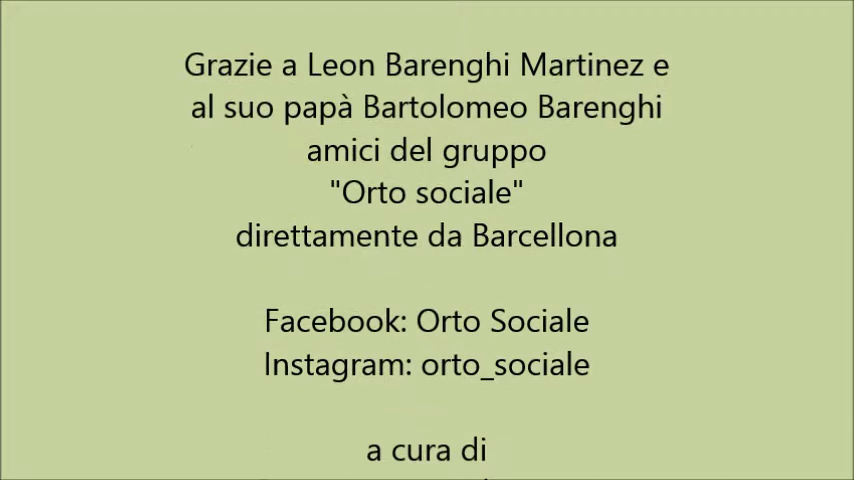 Grazie a Leon Barenghi Martinez e
al suo papà Bartolomeo Barenghi
amici del gruppo
"Orto sociale"
direttamente da Barcellona
Facebook: Orto Sociale
Instagram: orto_sociale
a cura di